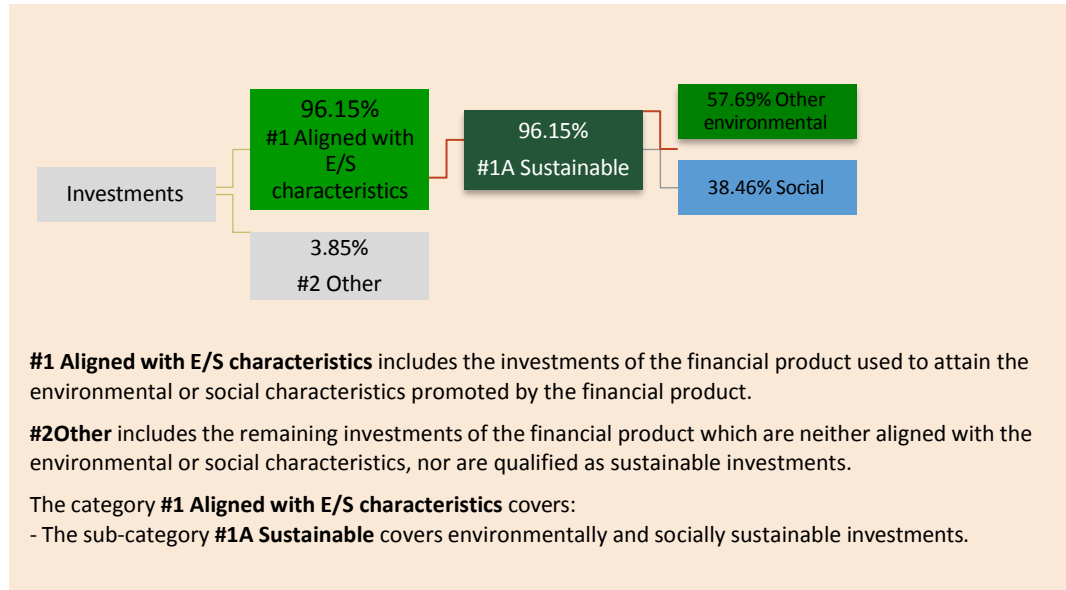 Investments
96.15%
#1 Aligned with
E/S
characteristics
3.85%
#2 Other
96.15%
#1A Sustainable
57.69% Other
environmental
38.46% Social
#1 Aligned with E/S characteristics includes the investments of the financial product used to attain the
environmental or social characteristics promoted by the financial product.
#2Other includes the remaining investments of the financial product which are neither aligned with the
environmental or social characteristics, nor are qualified as sustainable investments.
The category #1 Aligned with E/S characteristics covers:
- The sub-category #1A Sustainable covers environmentally and socially sustainable investments.